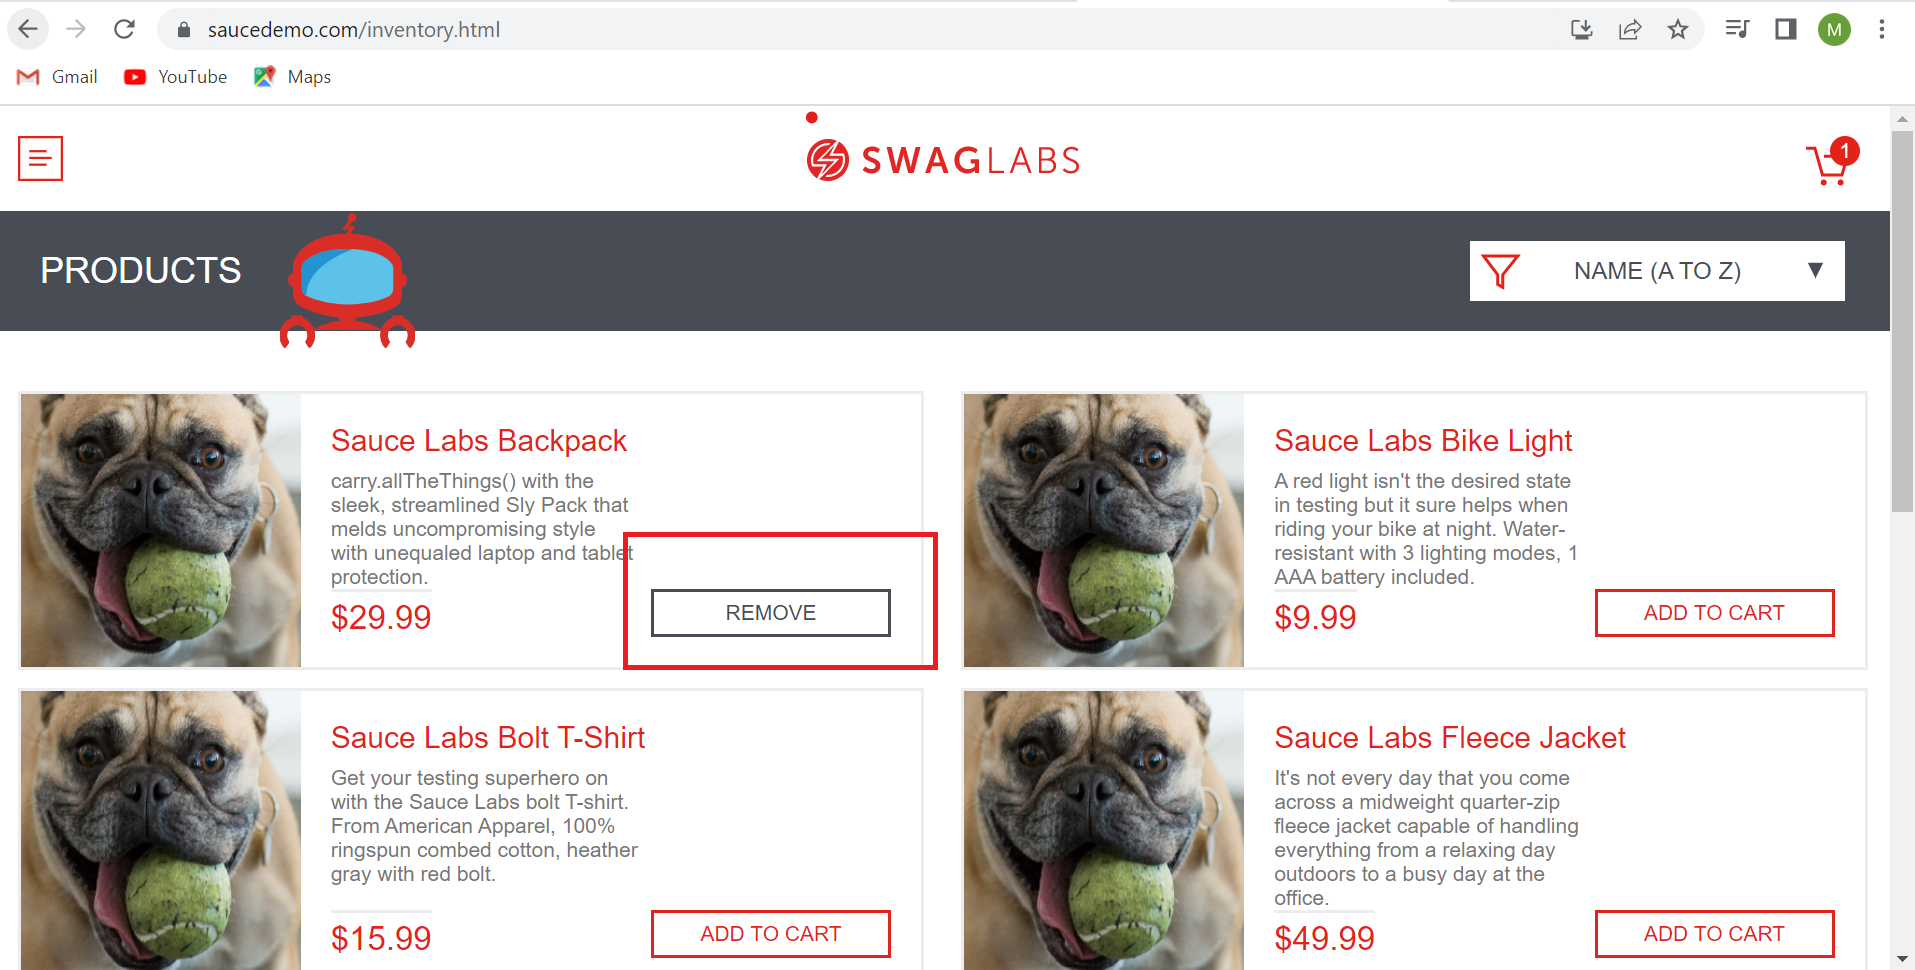 saucedemo.com/inventory.html
M
Gmail YouTube Maps
SWAGLABS
1
PRODUCTS
NAME (A TO Z)
Sauce Labs Backpack
carry.allTheThings() with the
sleek, streamlined Sly Pack that
melds uncompromising style
with unequaled laptop and tablet
protection.
$29.99
REMOVE
Sauce Labs Bike Light
A red light isn't the desired state
in testing but it sure helps when
riding your bike at night. Water-
resistant with 3 lighting modes, 1
AAA battery included.
$9.99
ADD TO CART
Sauce Labs Bolt T-Shirt
Get your testing superhero on
with the Sauce Labs bolt T-shirt.
From American Apparel, 100%
ringspun combed cotton, heather
gray with red bolt.
$15.99
ADD TO CART
Sauce Labs Fleece Jacket
It's not every day that you come
across a midweight quarter-zip
fleece jacket capable of handling
everything from a relaxing day
outdoors to a busy day at the
office.
$49.99
ADD TO CART